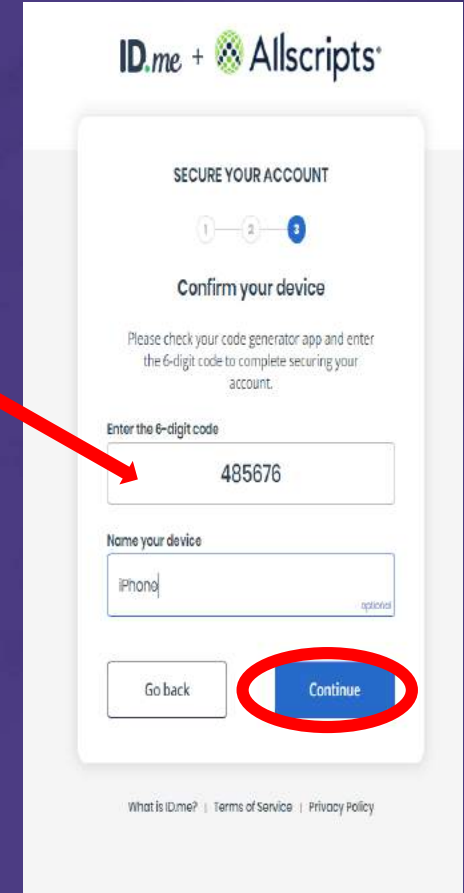 ID.me + Allscripts
SECURE YOUR ACCOUNT
1 2 3
Confirm your device
Please check your code generator app and enter
the 6-digit code to complete securing your
account.
Enter the 6-digit code
485676
Name your device
iPhone
optional
Go back Continue
What is ID.me? | Terms of Service | Privacy Policy